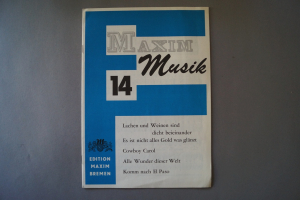 MAXIM
Musik
14
Lachen und Weinen sind
dicht beieinander
Es ist nicht alles Gold was glänzt
Cowboy Carol
Alle Wunder dieser Welt
Komm nach El Paso
EDITION
MAXIM
BREMEN